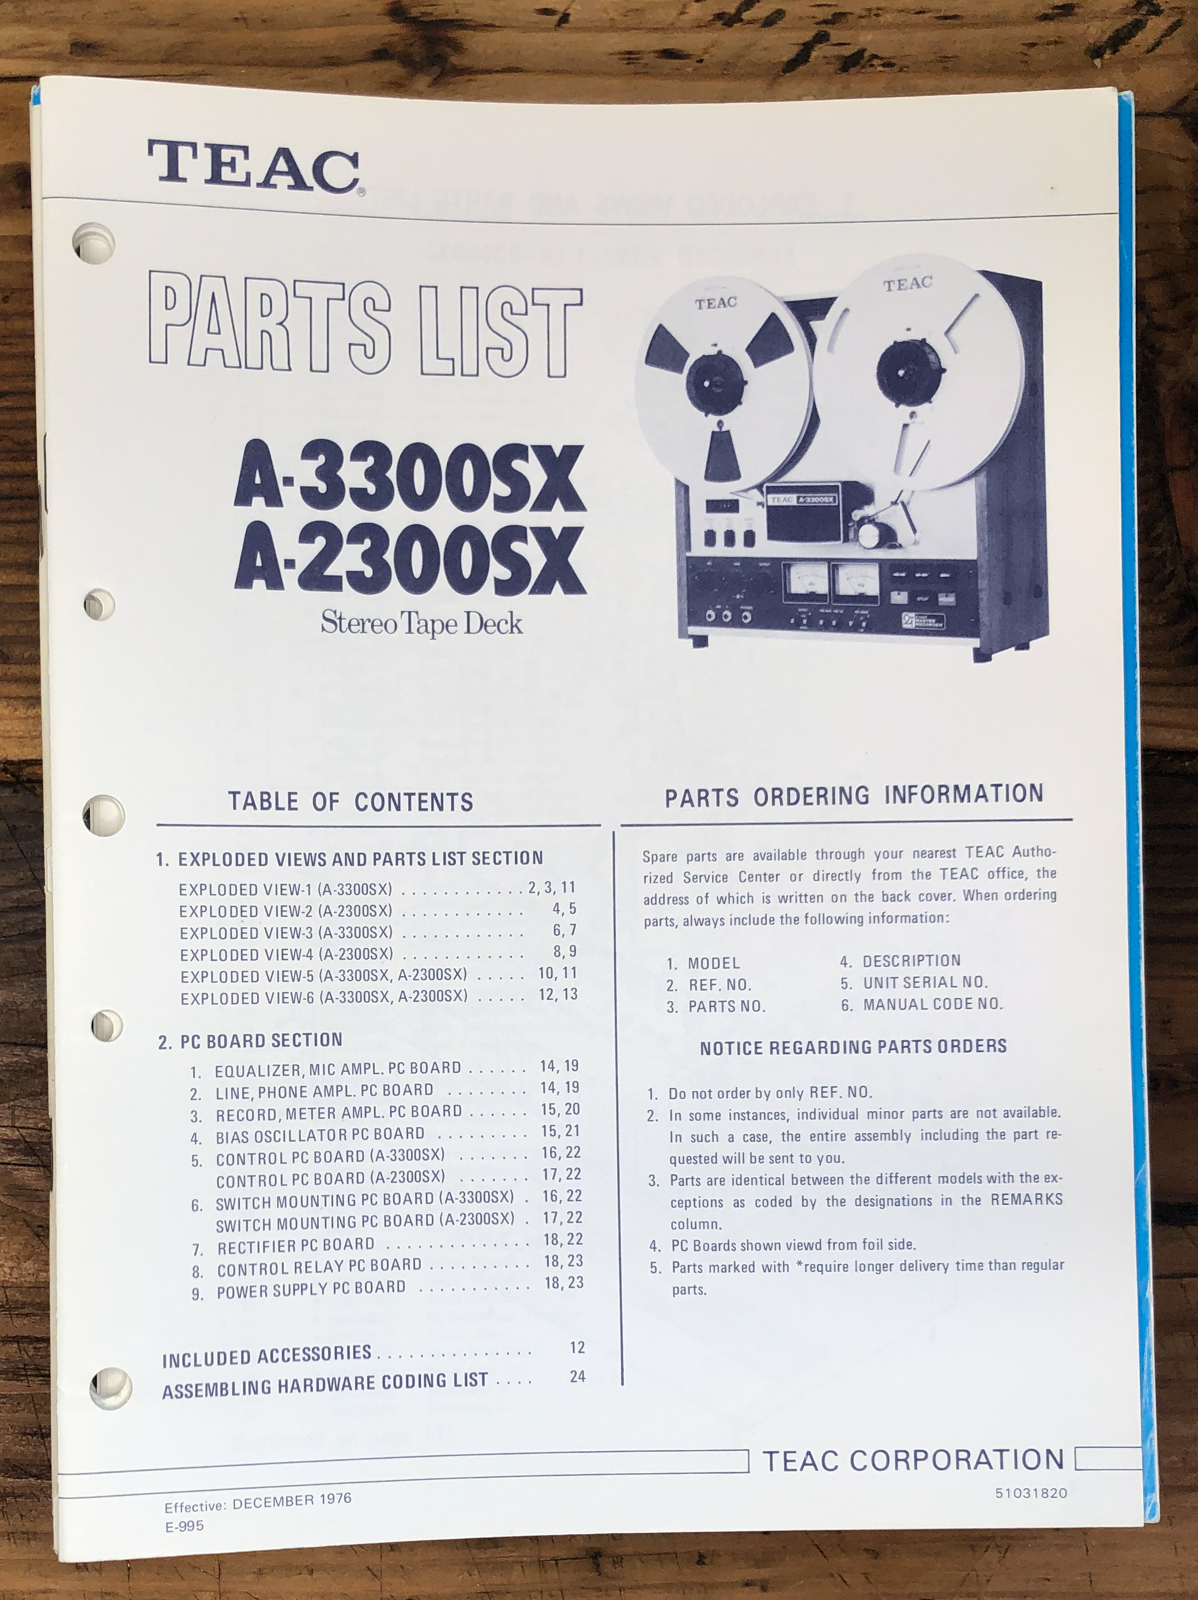 TEAC®
PARTS LIST
A-3300SX
A-2300SX
Stereo Tape Deck
TEAC
TEAC
TEAC A-3300SX
TABLE OF CONTENTS
1. EXPLODED VIEWS AND PARTS LIST SECTION
EXPLODED VIEW-1 (A-3300SX) . . . . . . . . . . . . 2, 3, 11
EXPLODED VIEW-2 (A-2300SX) . . . . . . . . . . . . 4, 5
EXPLODED VIEW-3 (A-3300SX) . . . . . . . . . . . . 6, 7
EXPLODED VIEW-4 (A-2300SX) . . . . . . . . . . . . 8, 9
EXPLODED VIEW-5 (A-3300SX, A-2300SX) . . . . . 10, 11
EXPLODED VIEW-6 (A-3300SX, A-2300SX) . . . . . 12, 13
2. PC BOARD SECTION
1. EQUALIZER, MIC AMPL. PC BOARD . . . . . . 14, 19
2. LINE, PHONE AMPL. PC BOARD . . . . . . . . 14, 19
3. RECORD, METER AMPL. PC BOARD . . . . . . 15, 20
4. BIAS OSCILLATOR PC BOARD . . . . . . . . . 15, 21
5. CONTROL PC BOARD (A-3300SX) . . . . . . . 16, 22
CONTROL PC BOARD (A-2300SX) . . . . . . . 17, 22
6. SWITCH MOUNTING PC BOARD (A-3300SX) . 16, 22
SWITCH MOUNTING PC BOARD (A-2300SX) . 17, 22
7. RECTIFIER PC BOARD . . . . . . . . . . . . . . 18, 22
8. CONTROL RELAY PC BOARD . . . . . . . . . . 18, 23
9. POWER SUPPLY PC BOARD . . . . . . . . . . . 18, 23
INCLUDED ACCESSORIES . . . . . . . . . . . . . . . 12
ASSEMBLING HARDWARE CODING LIST . . . . 24
PARTS ORDERING INFORMATION
Spare parts are available through your nearest TEAC Autho-
rized Service Center or directly from the TEAC office, the
address of which is written on the back cover. When ordering
parts, always include the following information:
1. MODEL 4. DESCRIPTION
2. REF. NO. 5. UNIT SERIAL NO.
3. PARTS NO. 6. MANUAL CODE NO.
NOTICE REGARDING PARTS ORDERS
1. Do not order by only REF. NO.
2. In some instances, individual minor parts are not available.
In such a case, the entire assembly including the part re-
quested will be sent to you.
3. Parts are identical between the different models with the ex-
ceptions as coded by the designations in the REMARKS
column.
4. PC Boards shown viewd from foil side.
5. Parts marked with *require longer delivery time than regular
parts.
TEAC CORPORATION
Effective: DECEMBER 1976
51031820
E-995